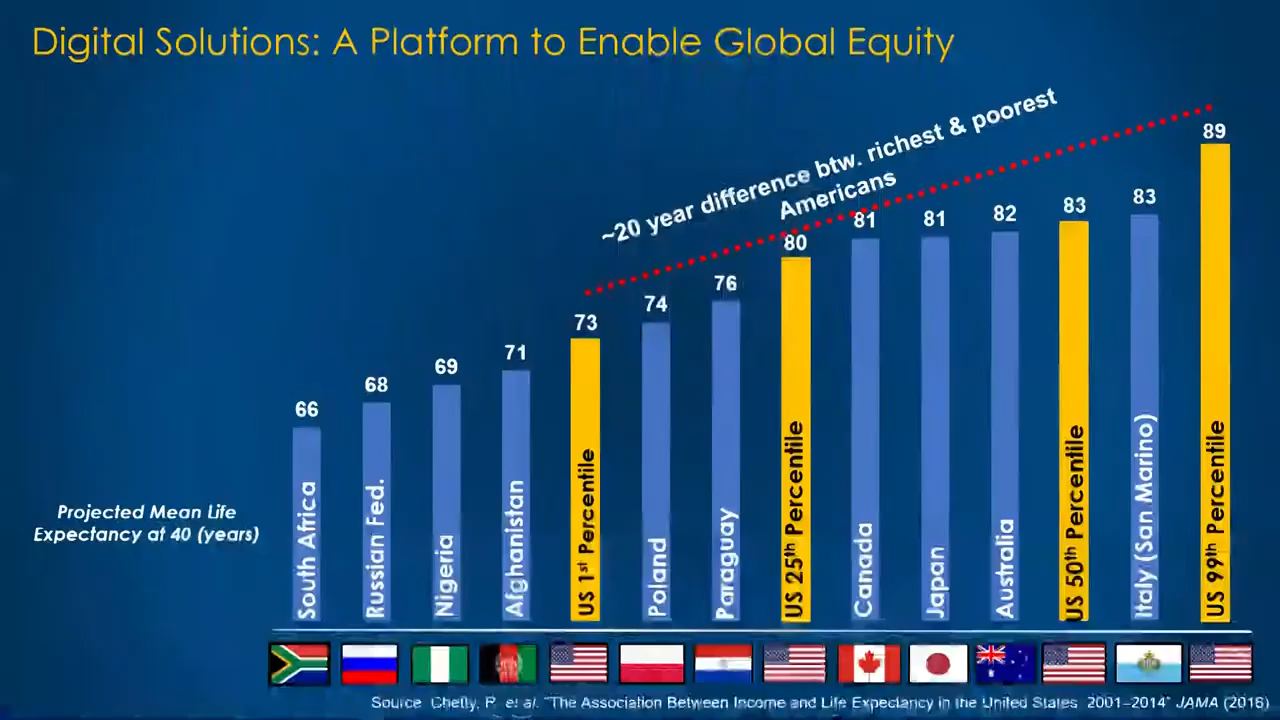 Digital Solutions: A Platform to Enable Global Equity
~20 year difference btw. richest & poorest
Americans
66
68
69
71
73
74
76
80
81
81
82
83
83
89
Projected Mean Life
Expectancy at 40 (years)
South Africa
Russian Fed.
Nigeria
Afghanistan
US 1st Percentile
Poland
Paraguay
US 25th Percentile
Canada
Japan
Australia
US 50th Percentile
Italy (San Marino)
US 99th Percentile
Source: Chetty, R. et al. "The Association Between Income and Life Expectancy in the United States, 2001–2014" JAMA (2016)